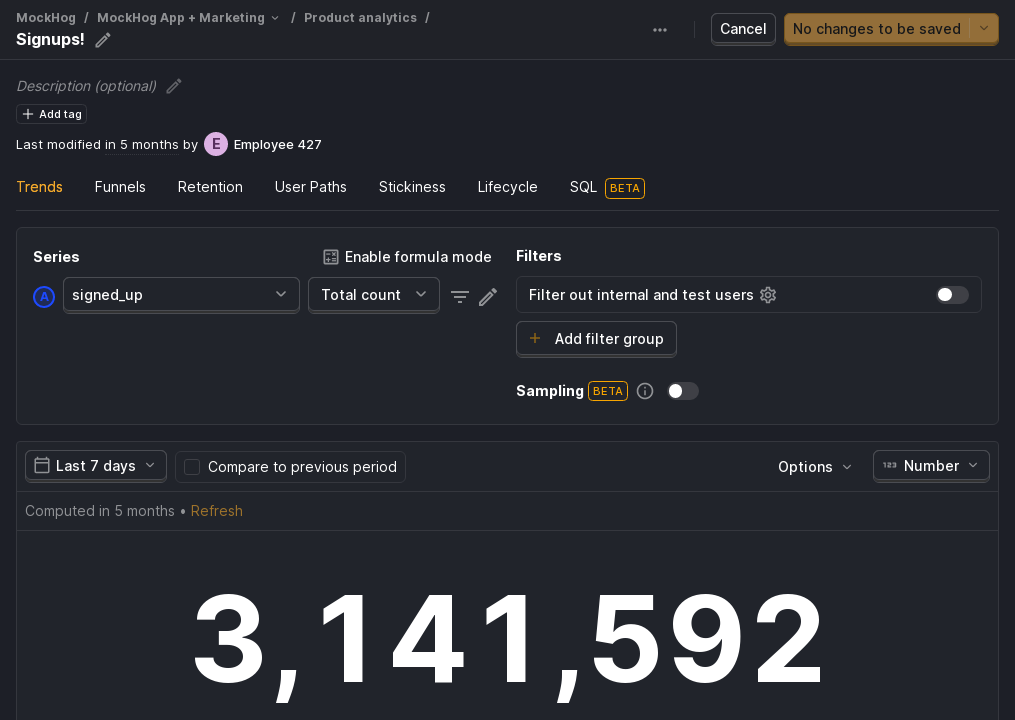 MockHog / MockHog App + Marketing / Product analytics /
Signups!
Cancel
No changes to be saved
Description (optional)
Add tag
Last modified in 5 months by E Employee 427
Trends Funnels Retention User Paths Stickiness Lifecycle SQL BETA
Series
Enable formula mode
A signed_up Total count
Filters
Filter out internal and test users
+ Add filter group
Sampling BETA
Last 7 days Compare to previous period Options 123 Number
Computed in 5 months • Refresh
3,141,592